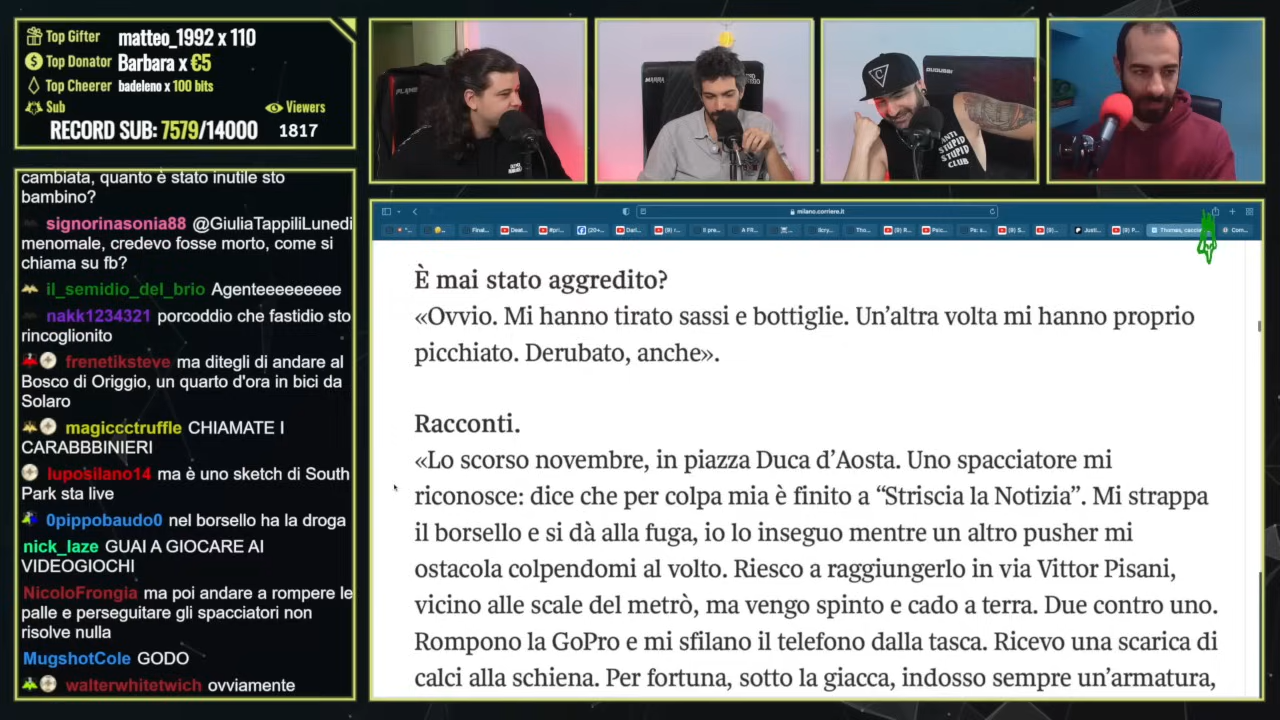 Top Gifter matteo_1992 x 110
Top Donator Barbara x €5
Top Cheerer badeleno x 100 bits
Sub Viewers
RECORD SUB: 7579/14000 1817
cambiata, quanto è stato inutile sto
bambino?
signorinasonia88 @GiuliaTappiliLunedi
menomale, credevo fosse morto, come si
chiama su fb?
il_semidio_del_brio Agenteeeeeeeee
nakk1234321 porcoddio che fastidio sto
rincoglionito
frenetiksteve ma ditegli di andare al
Bosco di Origgio, un quarto d'ora in bici da
Solaro
magiccctruffle CHIAMATE I
CARABBBINIERI
luposilano14 ma è uno sketch di South
Park sta live
0pippobaudo0 nel borsello ha la droga
nick_laze GUAI A GIOCARE AI
VIDEOGIOCHI
NicoloFrongia ma poi andare a rompere le
palle e perseguitare gli spacciatori non
risolve nulla
MugshotCole GODO
walterwhitetwich ovviamente
ANTI
STUPID
STUPID
CLUB
milano.corriere.it
È mai stato aggredito?
«Ovvio. Mi hanno tirato sassi e bottiglie. Un'altra volta mi hanno proprio
picchiato. Derubato, anche».
Racconti.
«Lo scorso novembre, in piazza Duca d'Aosta. Uno spacciatore mi
riconosce: dice che per colpa mia è finito a “Striscia la Notizia”. Mi strappa
il borsello e si dà alla fuga, io lo inseguo mentre un altro pusher mi
ostacola colpendomi al volto. Riesco a raggiungerlo in via Vittor Pisani,
vicino alle scale del metrò, ma vengo spinto e cado a terra. Due contro uno.
Rompono la GoPro e mi sfilano il telefono dalla tasca. Ricevo una scarica di
calci alla schiena. Per fortuna, sotto la giacca, indosso sempre un'armatura,